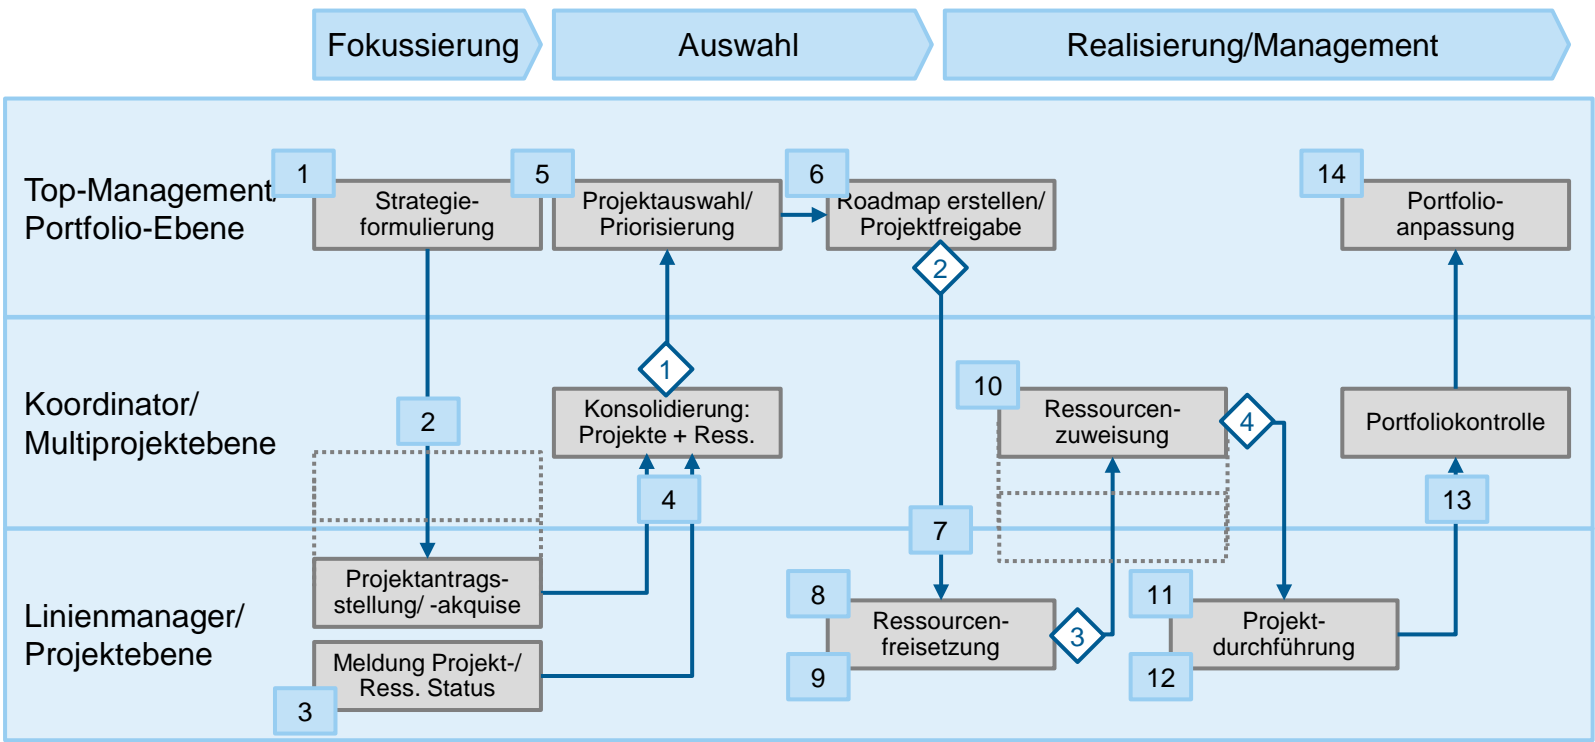 Fokussierung
Auswahl
Realisierung/Management
Top-Management/
Portfolio-Ebene
1
Strategie-
formulierung
5
Projektauswahl/
Priorisierung
6
Roadmap erstellen/
Projektfreigabe
2
14
Portfolio-
anpassung
Koordinator/
Multiprojektebene
2
1
Konsolidierung:
Projekte + Ress.
4
10
Ressourcen-
zuweisung
4
Portfoliokontrolle
13
7
Linienmanager/
Projektebene
Projektantrags-
stellung/ -akquise
Meldung Projekt-/
Ress. Status
3
8
Ressourcen-
freisetzung
9
3
11
Projekt-
durchführung
12